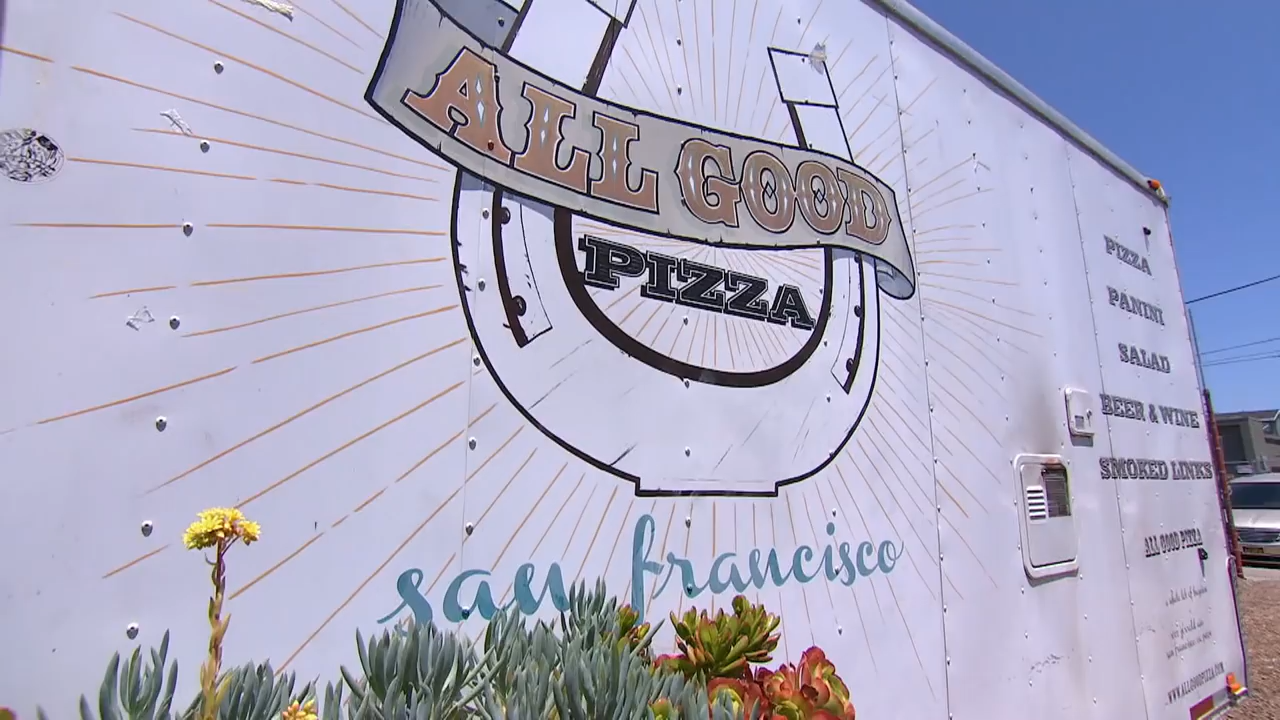 ALL GOOD
PIZZA
san francisco
PIZZA
PANINI
SALAD
BEER & WINE
SMOKED LINKS
ALL GOOD PIZZA
WWW.ALLGOODPIZZA.COM